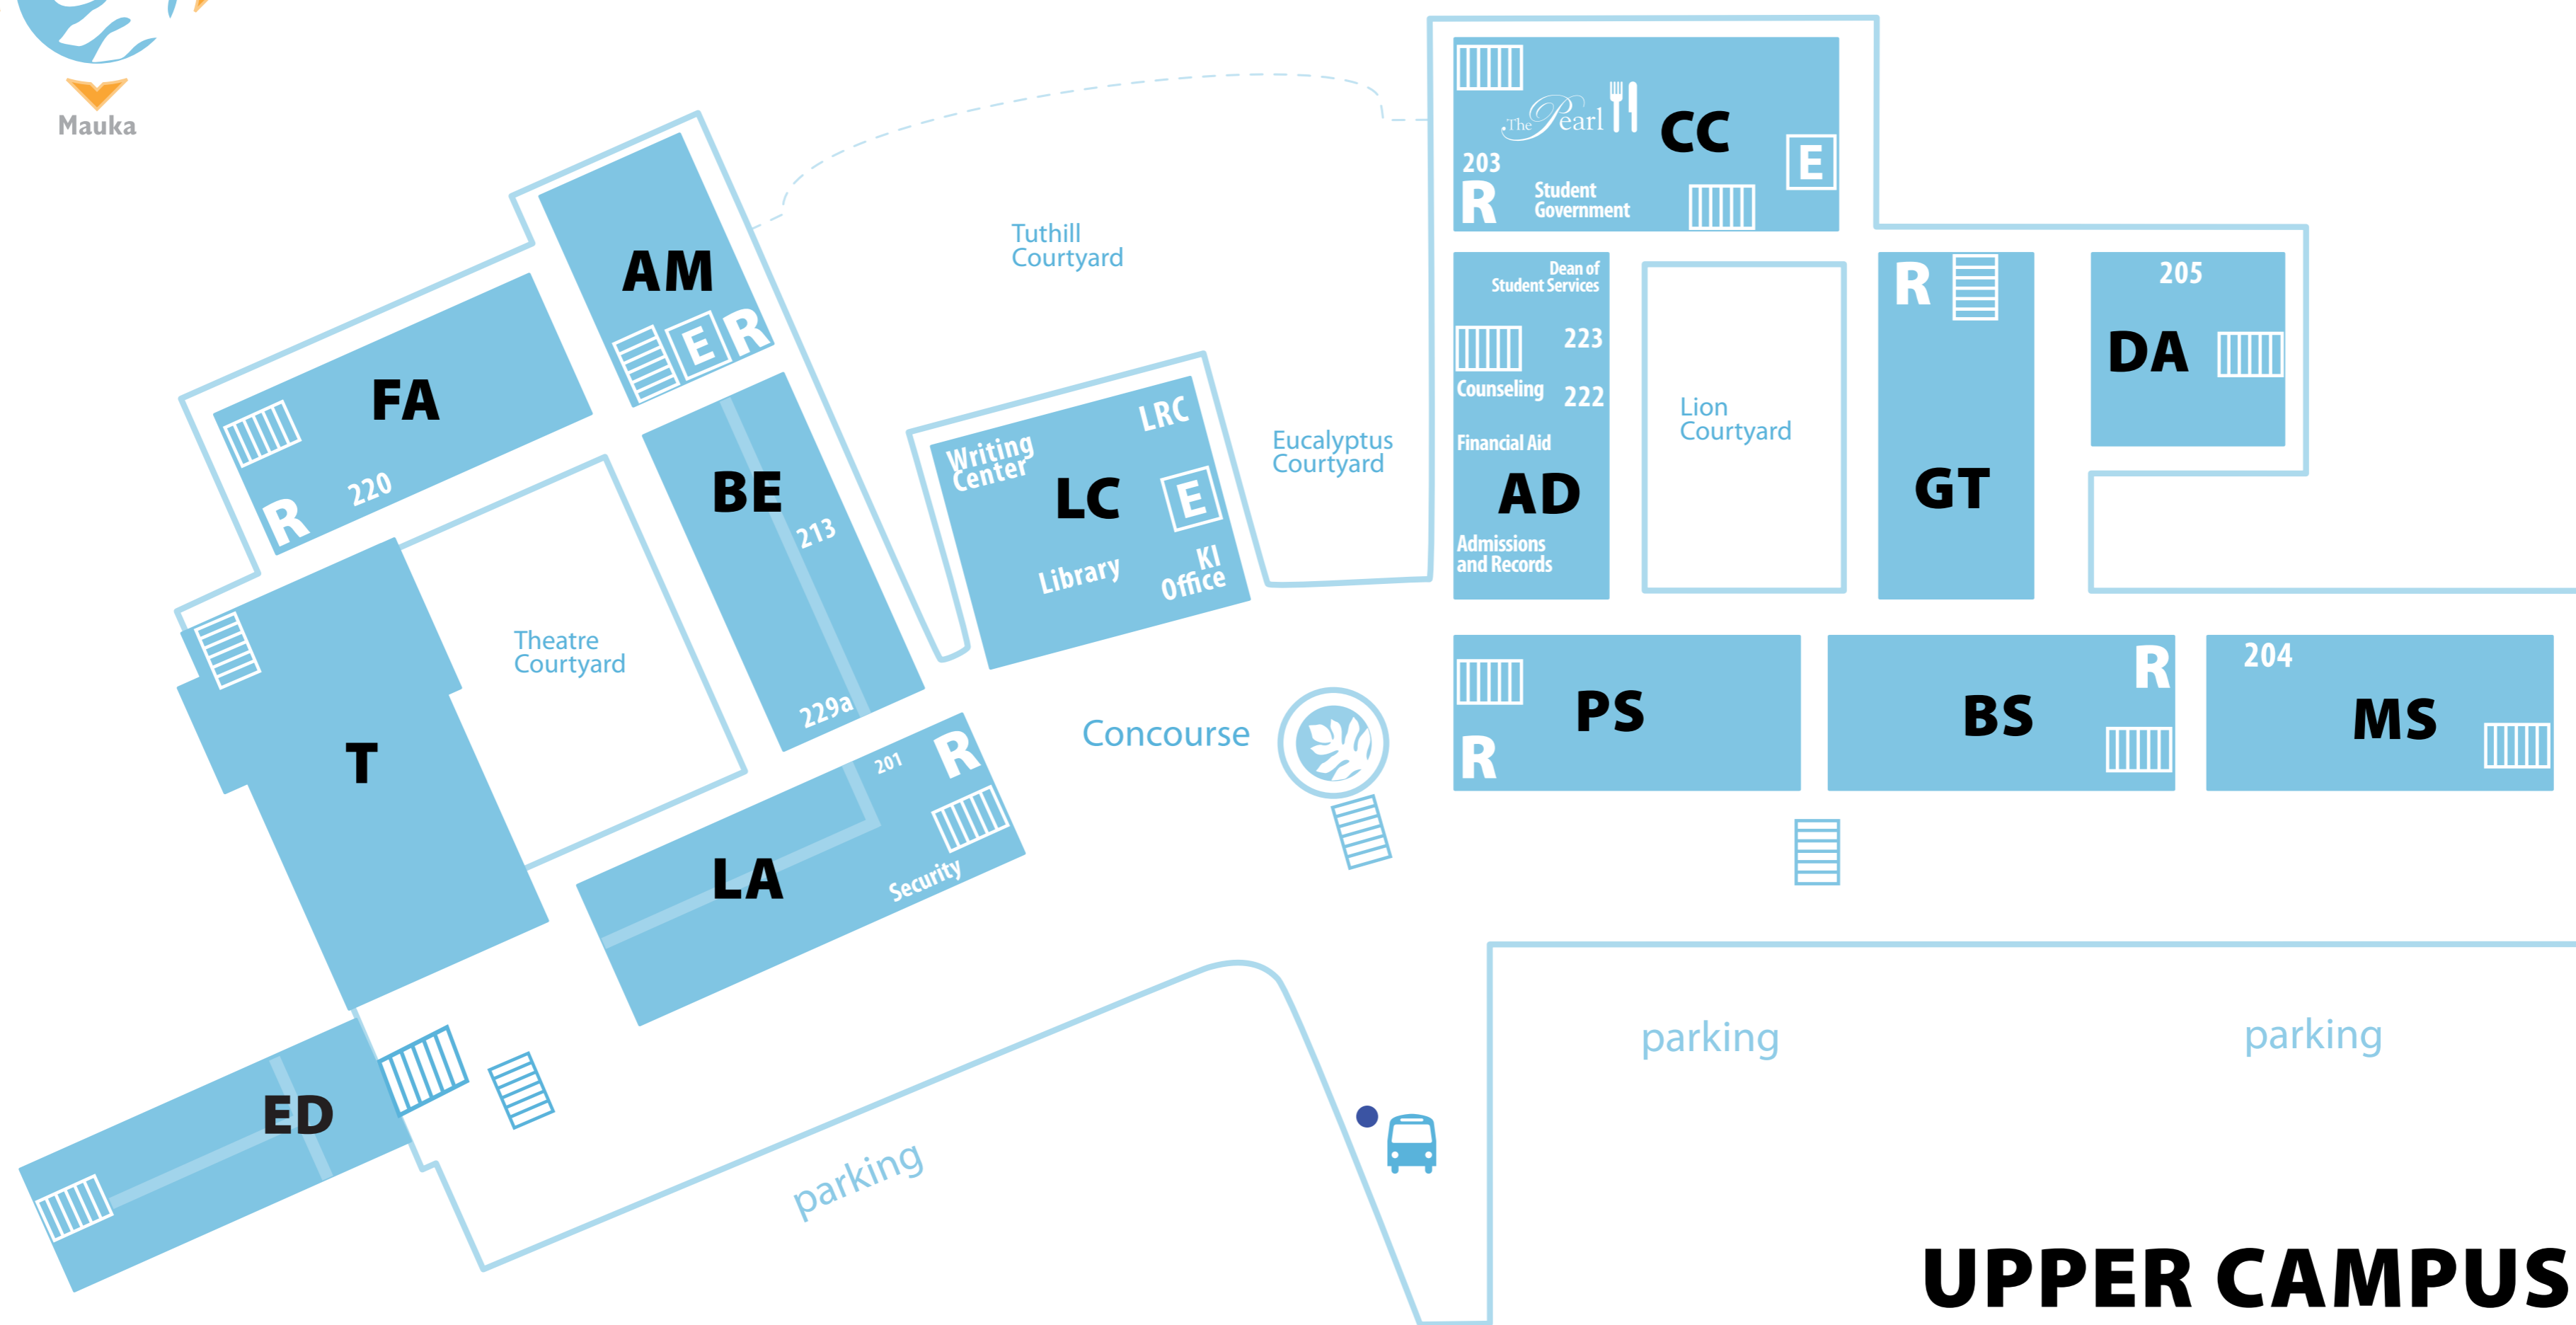 Mauka
The Pearl
CC
E
203
R
Student
Government
AM
E
R
Tuthill
Courtyard
Dean of
Student Services
223
Counseling
222
Financial Aid
AD
Admissions
and Records
Lion
Courtyard
R
GT
205
DA
FA
220
R
BE
213
229a
Writing
Center
LRC
LC
E
Library
KI
Office
Eucalyptus
Courtyard
Theatre
Courtyard
T
Concourse
PS
R
BS
R
204
MS
201
R
LA
Security
ED
parking
parking
parking
UPPER CAMPUS